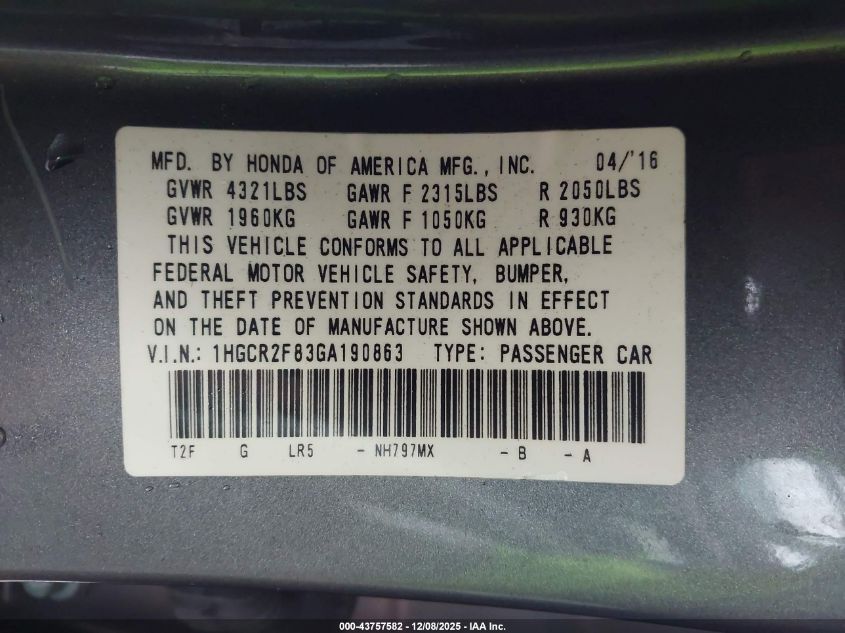 MFD. BY HONDA OF AMERICA MFG., INC. 04/'16
GVWR 4321LBS GAWR F 2315LBS R 2050LBS
GVWR 1960KG GAWR F 1050KG R 930KG
THIS VEHICLE CONFORMS TO ALL APPLICABLE
FEDERAL MOTOR VEHICLE SAFETY, BUMPER,
AND THEFT PREVENTION STANDARDS IN EFFECT
ON THE DATE OF MANUFACTURE SHOWN ABOVE.
V.I.N.: 1HGCR2F83GA190863 TYPE: PASSENGER CAR
T2F G LR5 - NH797MX - B - A
000-43757582 - 12/08/2025 - IAA Inc.